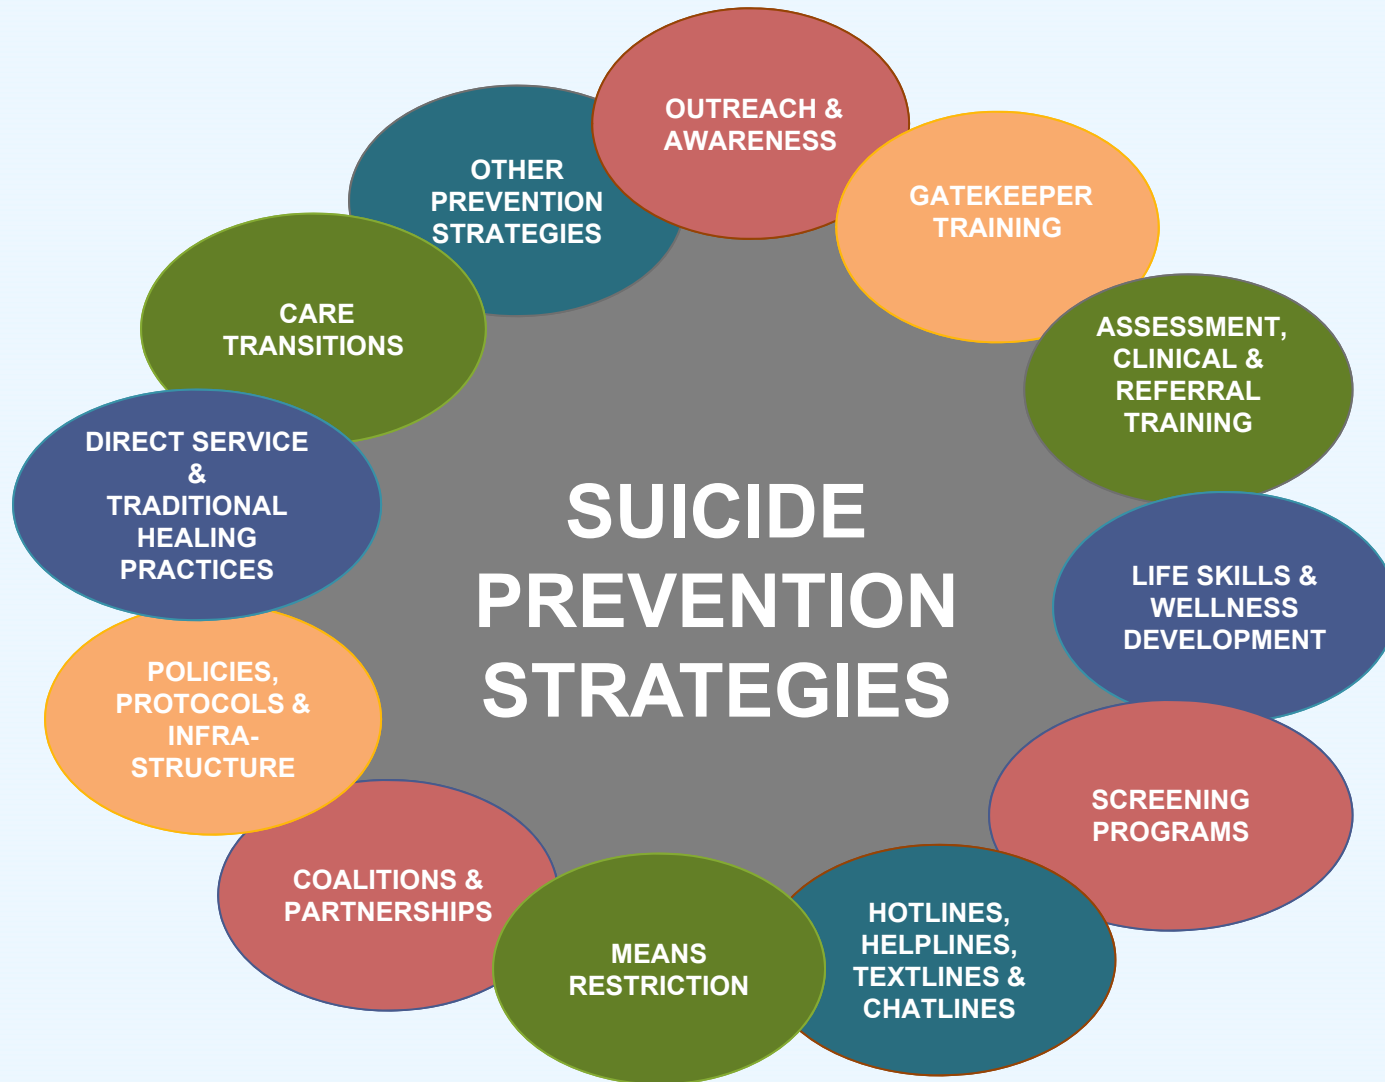 OUTREACH &
AWARENESS
GATEKEEPER
TRAINING
ASSESSMENT,
CLINICAL &
REFERRAL
TRAINING
LIFE SKILLS &
WELLNESS
DEVELOPMENT
SCREENING
PROGRAMS
HOTLINES,
HELPLINES,
TEXTLINES &
CHATLINES
MEANS
RESTRICTION
COALITIONS &
PARTNERSHIPS
POLICIES,
PROTOCOLS &
INFRA-
STRUCTURE
DIRECT SERVICE
&
TRADITIONAL
HEALING
PRACTICES
CARE
TRANSITIONS
OTHER
PREVENTION
STRATEGIES
SUICIDE
PREVENTION
STRATEGIES